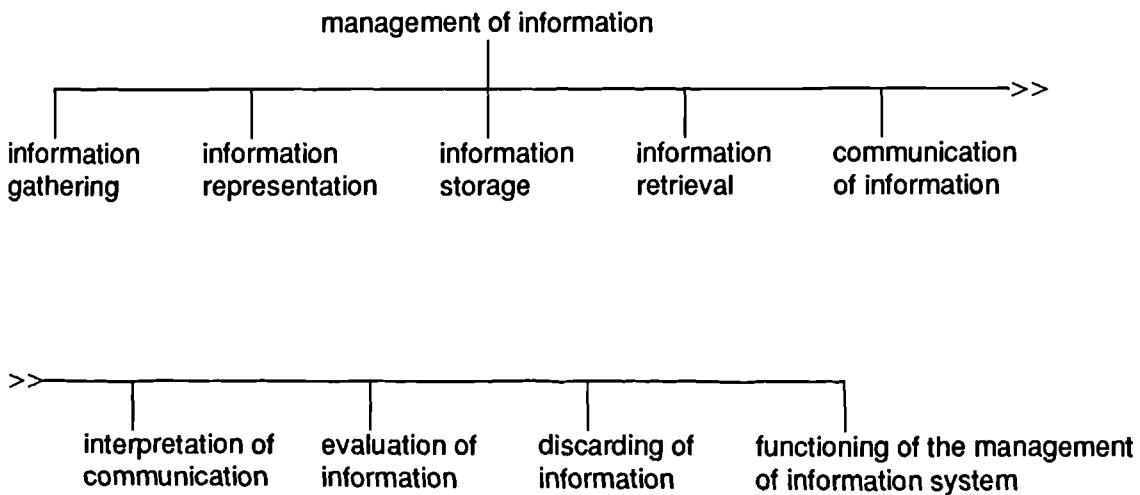 management of information
>>
information gathering
information representation
information storage
information retrieval
communication of information
>>
interpretation of communication
evaluation of information
discarding of information
functioning of the management of information system